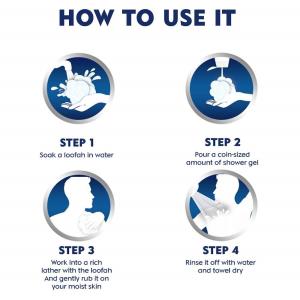 HOW TO USE IT
STEP 1
Soak a loofah in water
STEP 2
Pour a coin-sized
amount of shower gel
STEP 3
Work into a rich
lather with the loofah
And gently rub it on
your moist skin
STEP 4
Rinse it off with water
and towel dry